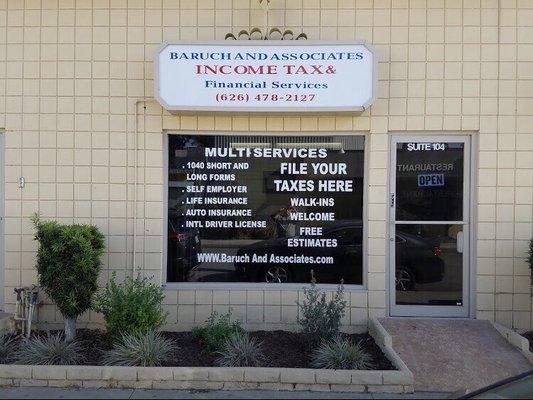 BARUCH AND ASSOCIATES
INCOME TAX&
Financial Services
(626) 478-2127
MULTI SERVICES
. 1040 SHORT AND
LONG FORMS
. SELF EMPLOYER
. LIFE INSURANCE
. AUTO INSURANCE
. INTL DRIVER LICENSE
FILE YOUR
TAXES HERE
WALK-INS
WELCOME
FREE
ESTIMATES
WWW.Baruch And Associates.com
SUITE 104
RESTAURANT
OPEN